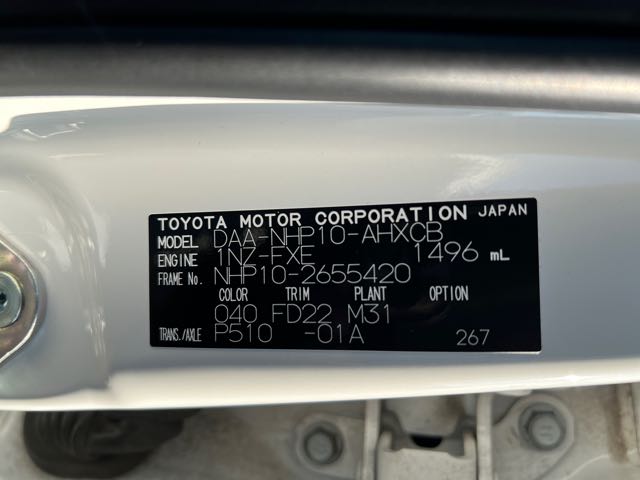 TOYOTA MOTOR CORPORATION JAPAN
MODEL DAA-NHP10-AHXCB
ENGINE 1NZ-FXE 1496 mL
FRAME No. NHP10-2655420
COLOR TRIM PLANT OPTION
040 FD22 M31
TRANS./AXLE P510 -01A 267